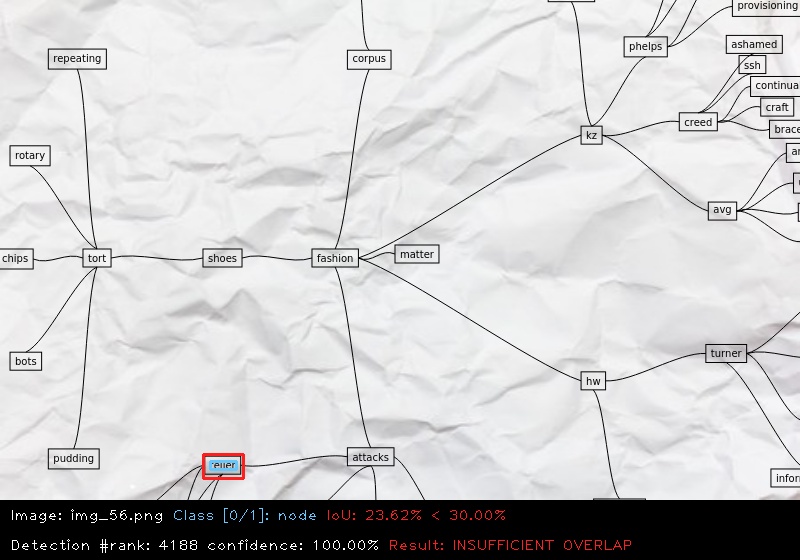 provisioning
phelps
ashamed
repeating
corpus
ssh
continua
craft
creed
brace
kz
rotary
avg
chips
tort
shoes
fashion
matter
turner
bots
hw
pudding
attacks
inform
Image: img_56.png Class [0/1]: node IoU: 23.62% < 30.00%
Detection #rank: 4188 confidence: 100.00% Result: INSUFFICIENT OVERLAP